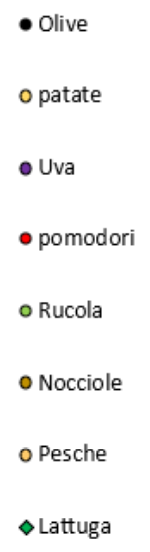 Olive
patate
Uva
pomodori
Rucola
Nocciole
Pesche
Lattuga